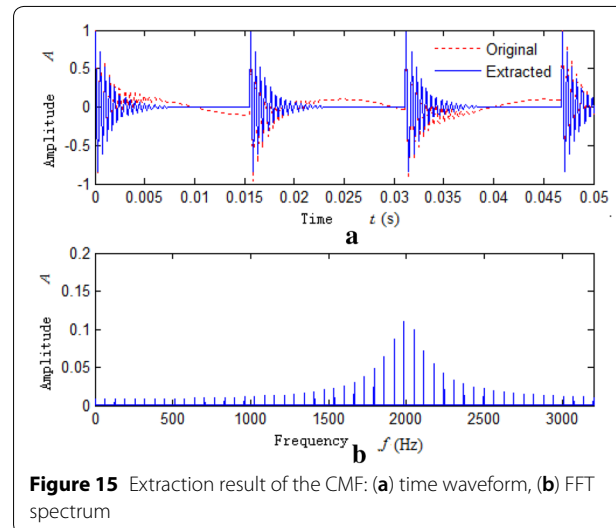 Amplitude A
1
0.5
0
-0.5
-1
Original
Extracted
0 0.005 0.01 0.015 0.02 0.025 0.03 0.035 0.04 0.045 0.05
Time t (s)
a
Amplitude A
0.2
0.15
0.1
0.05
0
0 500 1000 1500 2000 2500 3000
Frequency f (Hz)
b
Figure 15 Extraction result of the CMF: (a) time waveform, (b) FFT
spectrum